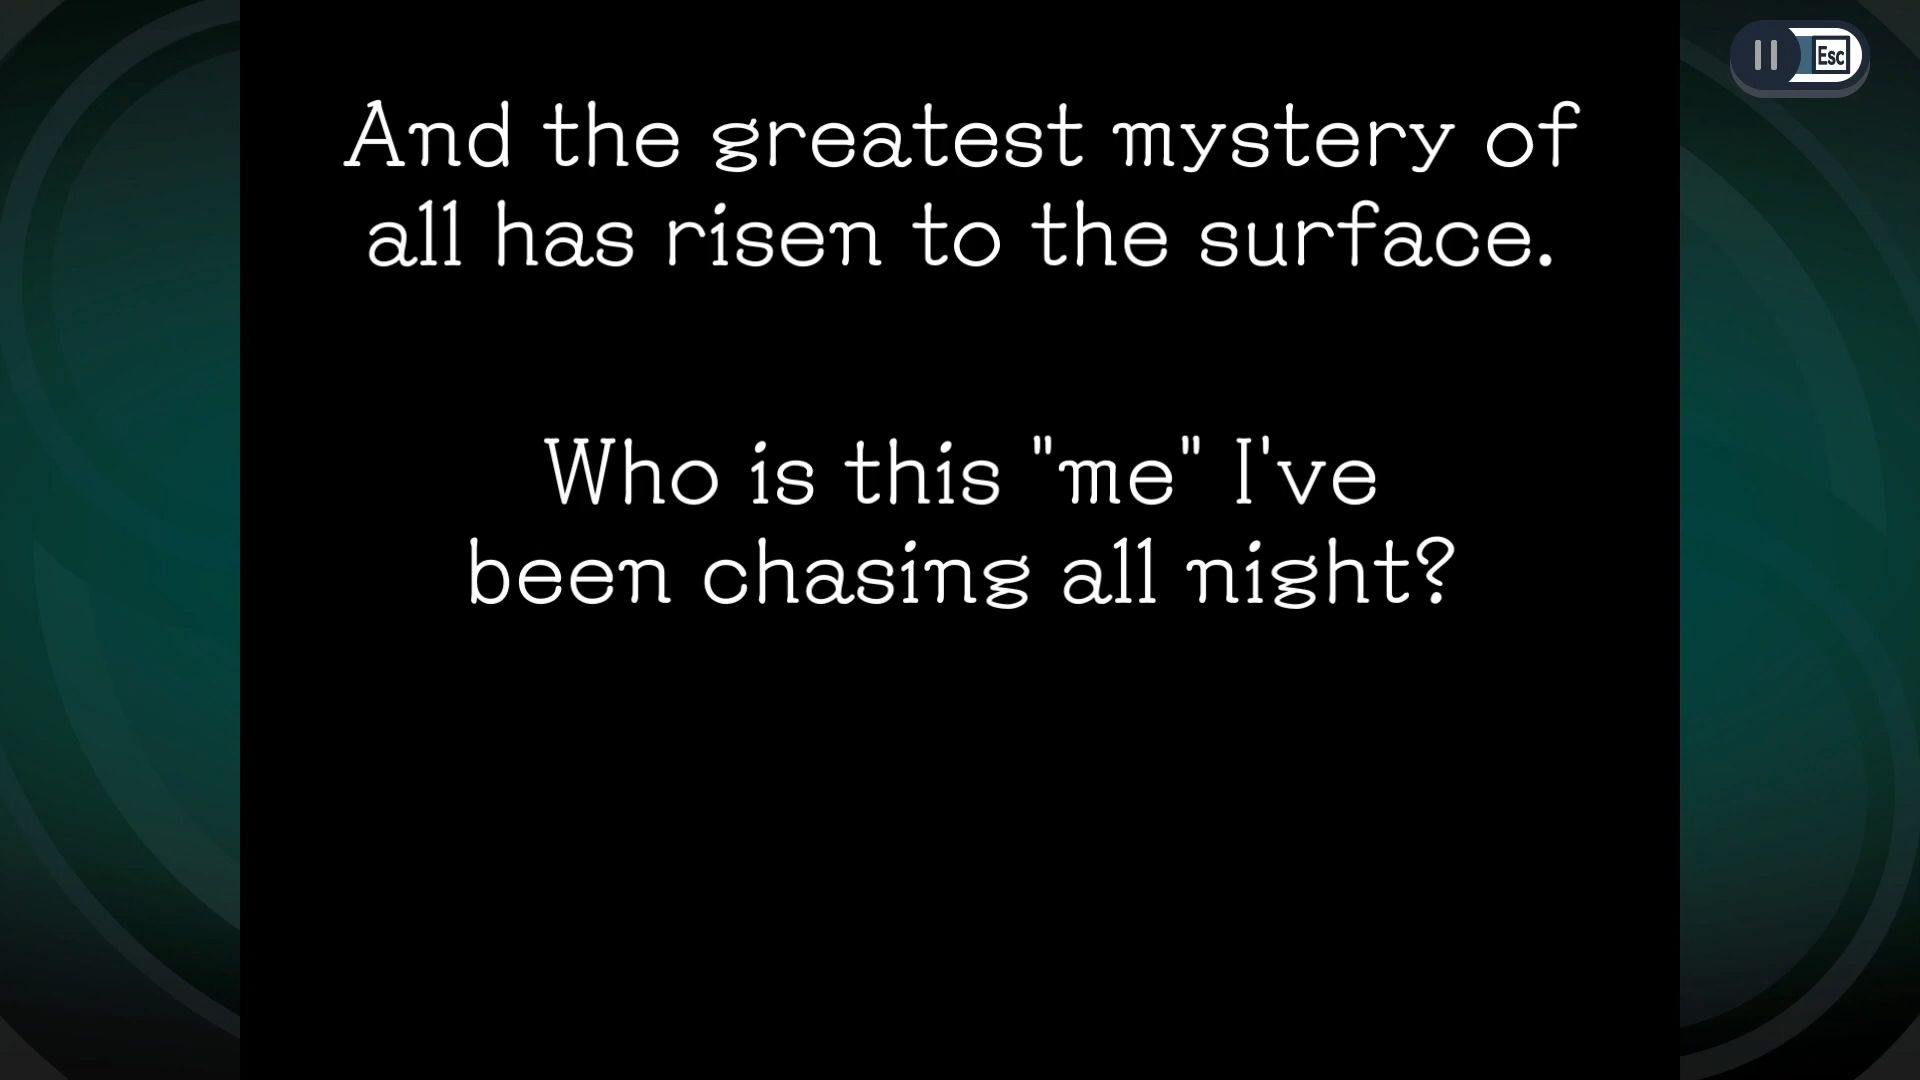 Esc
And the greatest mystery of
all has risen to the surface.
Who is this "me" I've
been chasing all night?